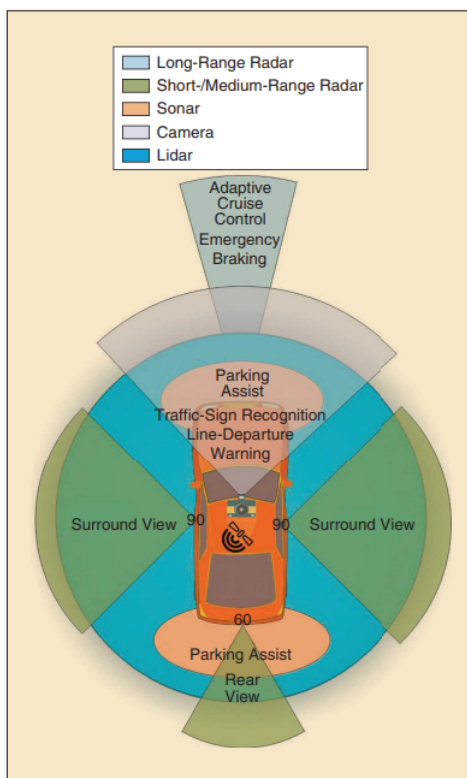 Long-Range Radar
Short-/Medium-Range Radar
Sonar
Camera
Lidar
Adaptive
Cruise
Control
Emergency
Braking
Parking
Assist
Traffic-Sign Recognition
Line-Departure
Warning
Surround View
90
90
Surround View
60
Parking Assist
Rear
View